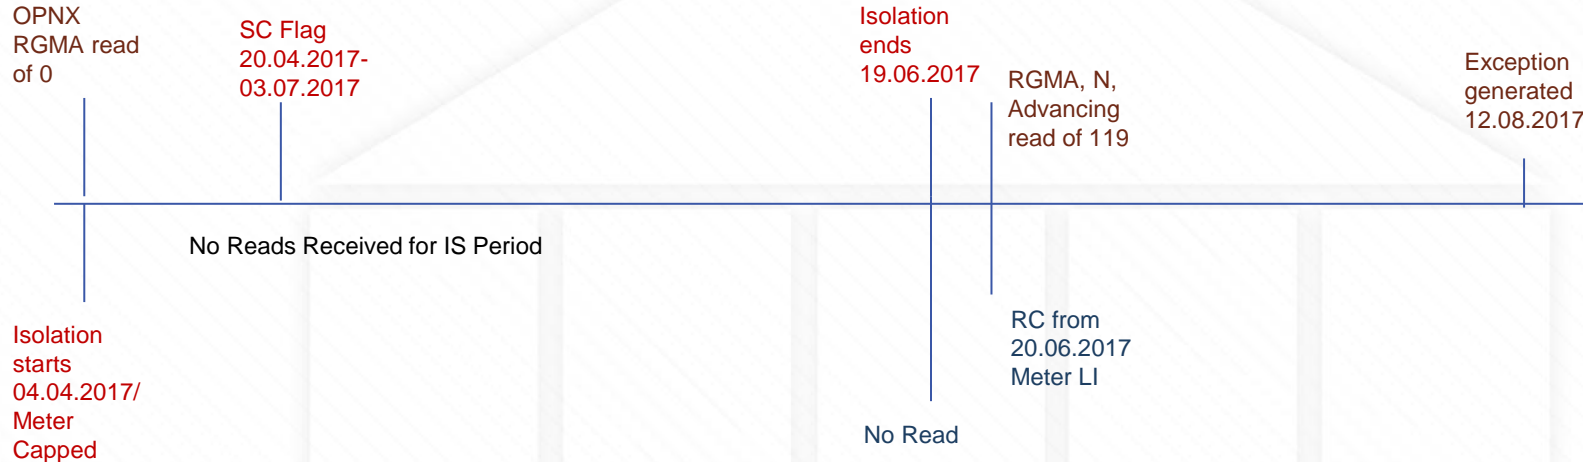 OPNX
RGMA read
of 0
SC Flag
20.04.2017-
03.07.2017
Isolation
ends
19.06.2017
RGMA, N,
Advancing
read of 119
Exception
generated
12.08.2017
No Reads Received for IS Period
Isolation
starts
04.04.2017/
Meter
Capped
RC from
20.06.2017
Meter LI
No Read